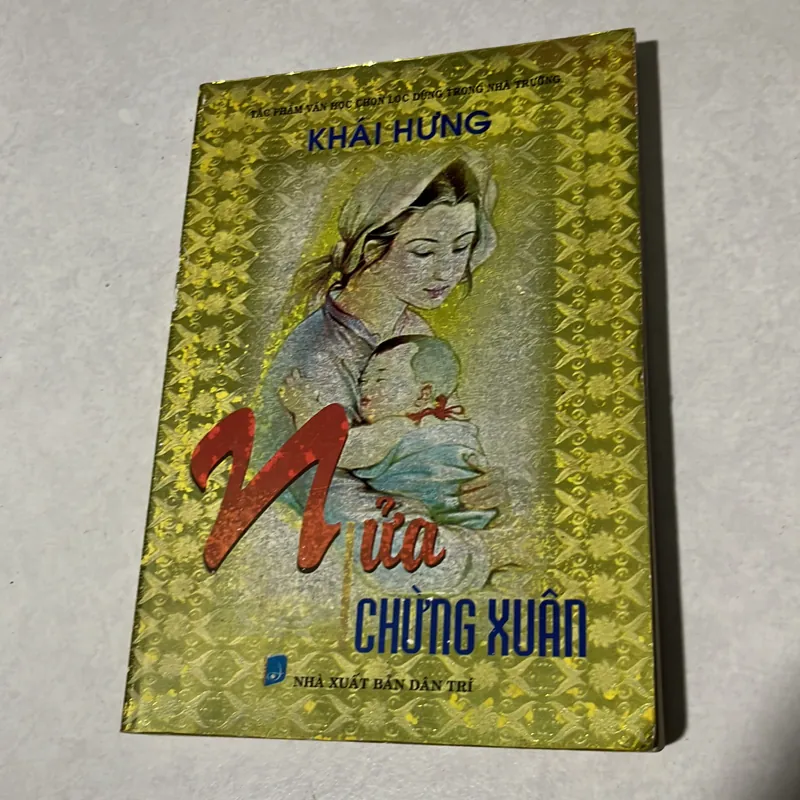 TÁC PHẨM VĂN HỌC CHỌN LỌC DÙNG TRONG NHÀ TRƯỜNG
KHÁI HƯNG
Nửa
CHỪNG XUÂN
NHÀ XUẤT BẢN DÂN TRÍ